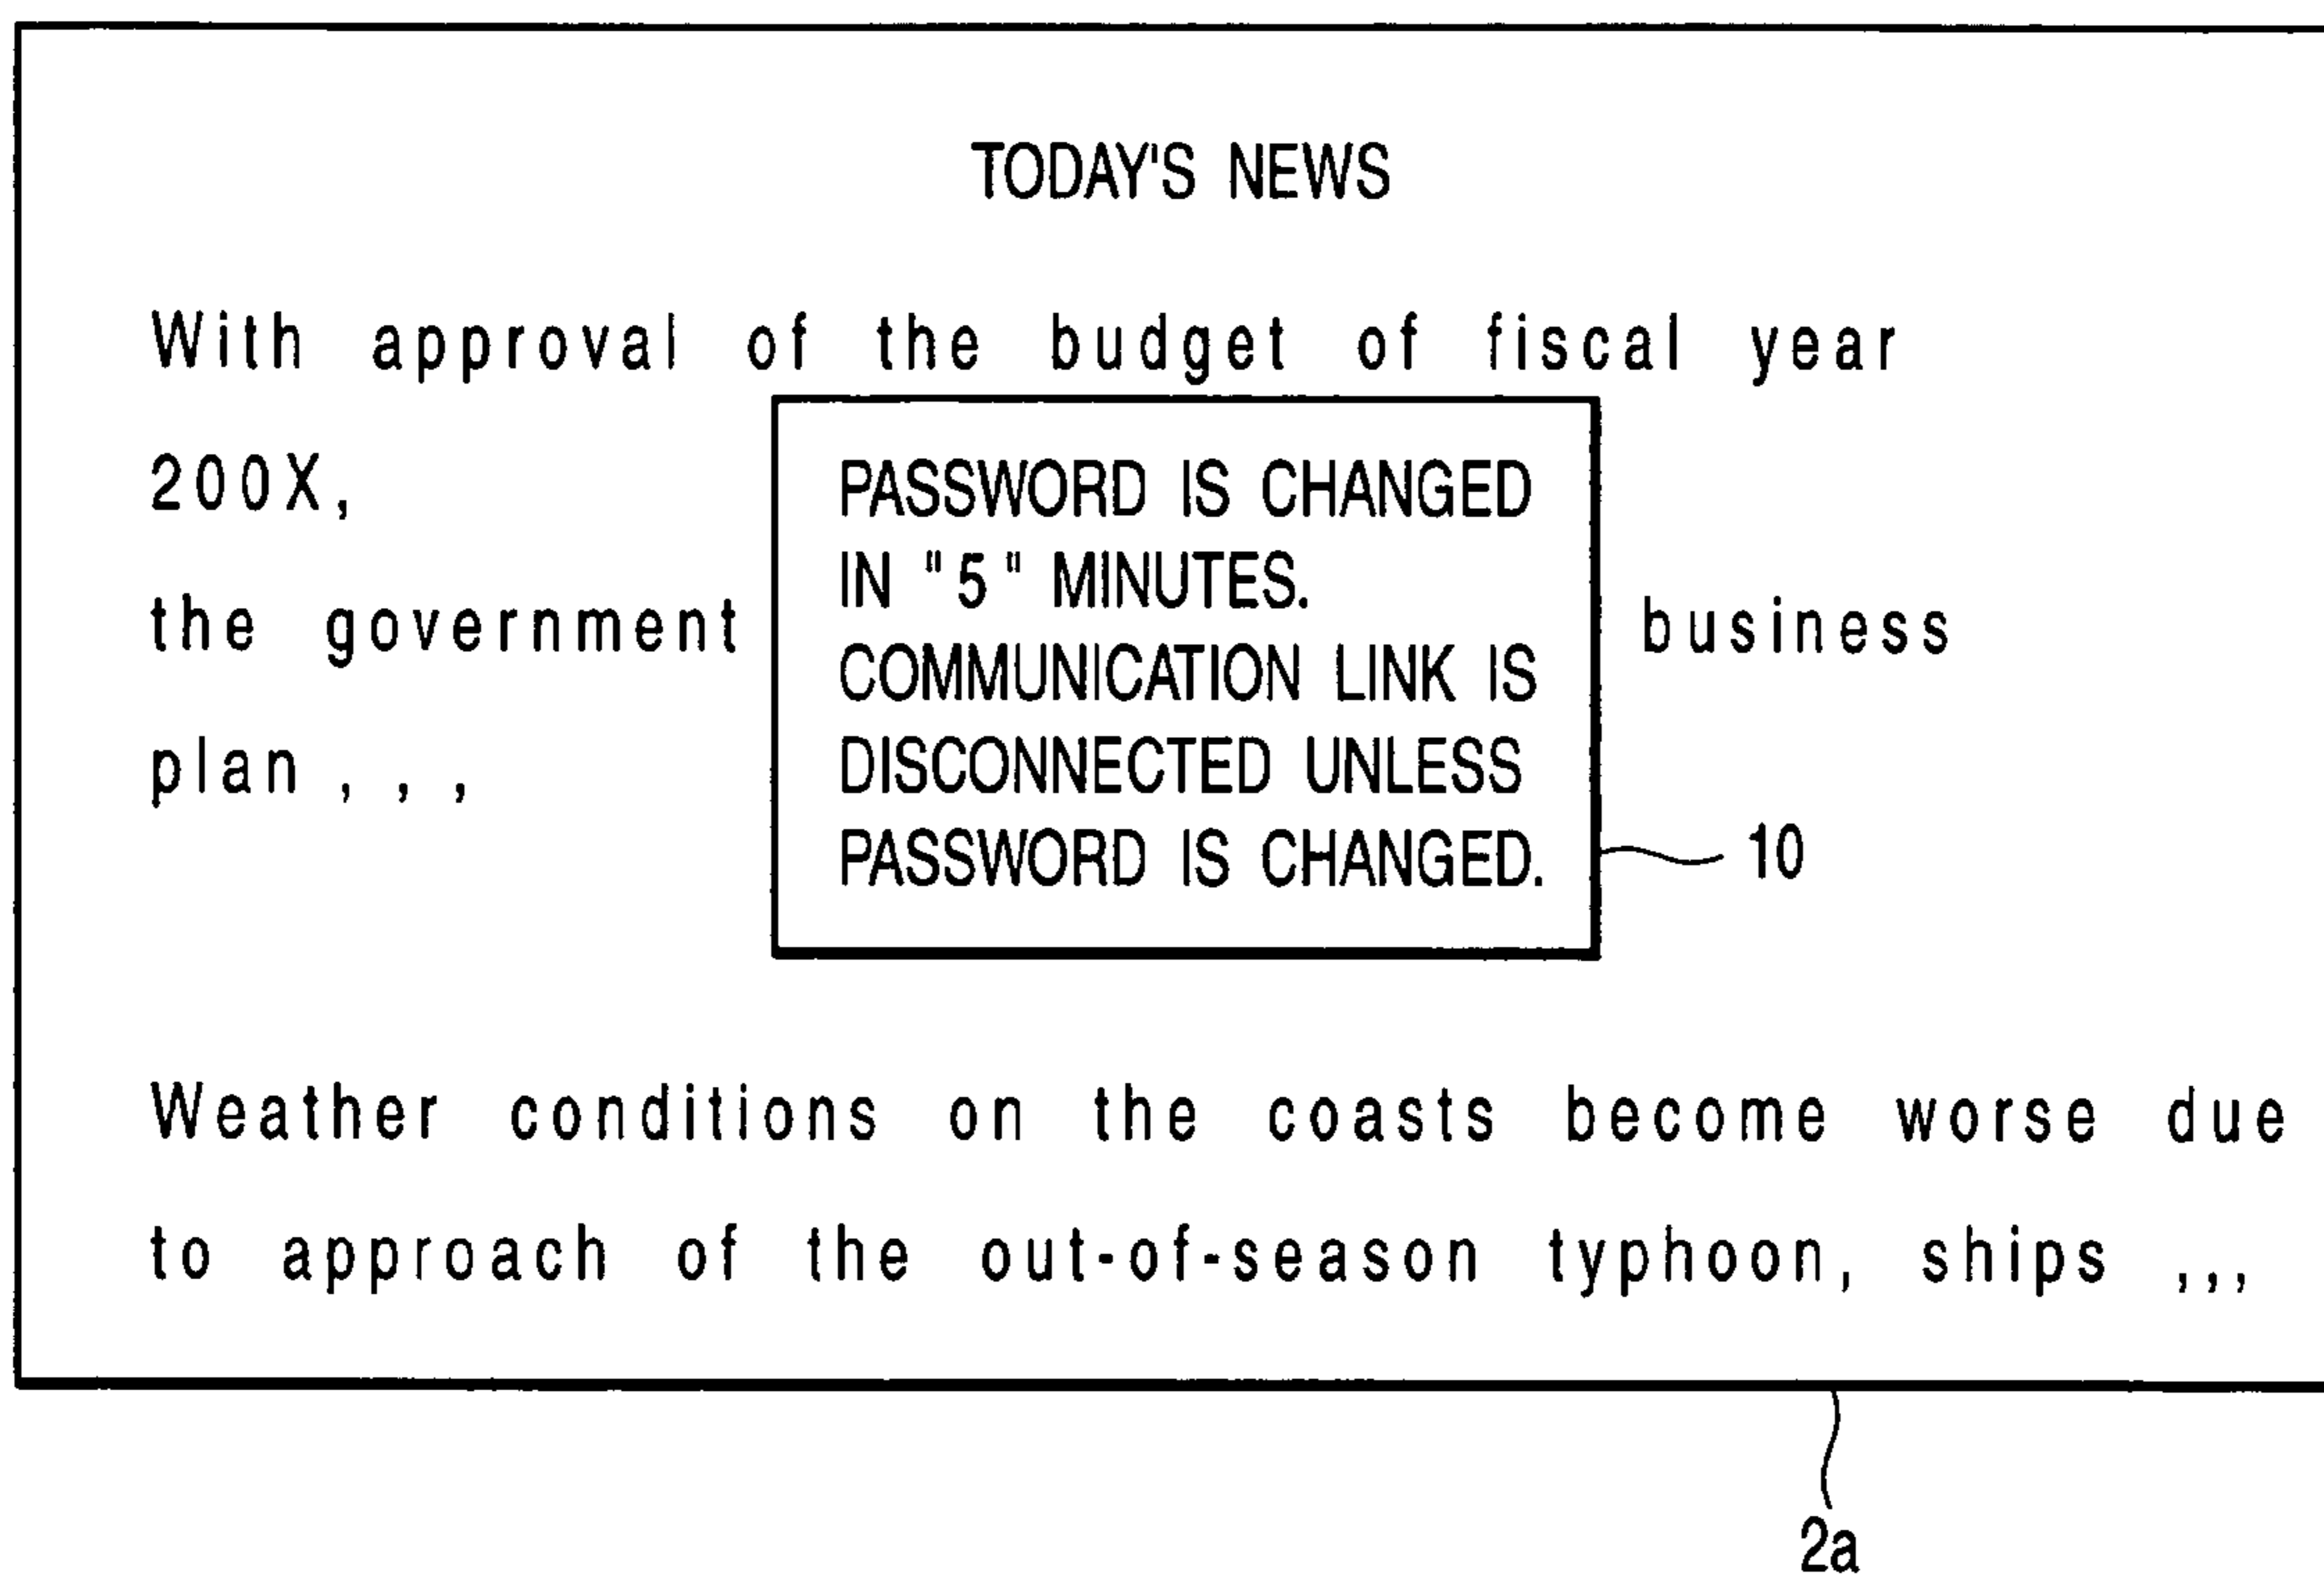 TODAY'S NEWS
With approval of the budget of fiscal year
200X,
the government business
plan , , ,
PASSWORD IS CHANGED
IN "5" MINUTES.
COMMUNICATION LINK IS
DISCONNECTED UNLESS
PASSWORD IS CHANGED.
10
Weather conditions on the coasts become worse due
to approach of the out-of-season typhoon, ships ,,,
2a